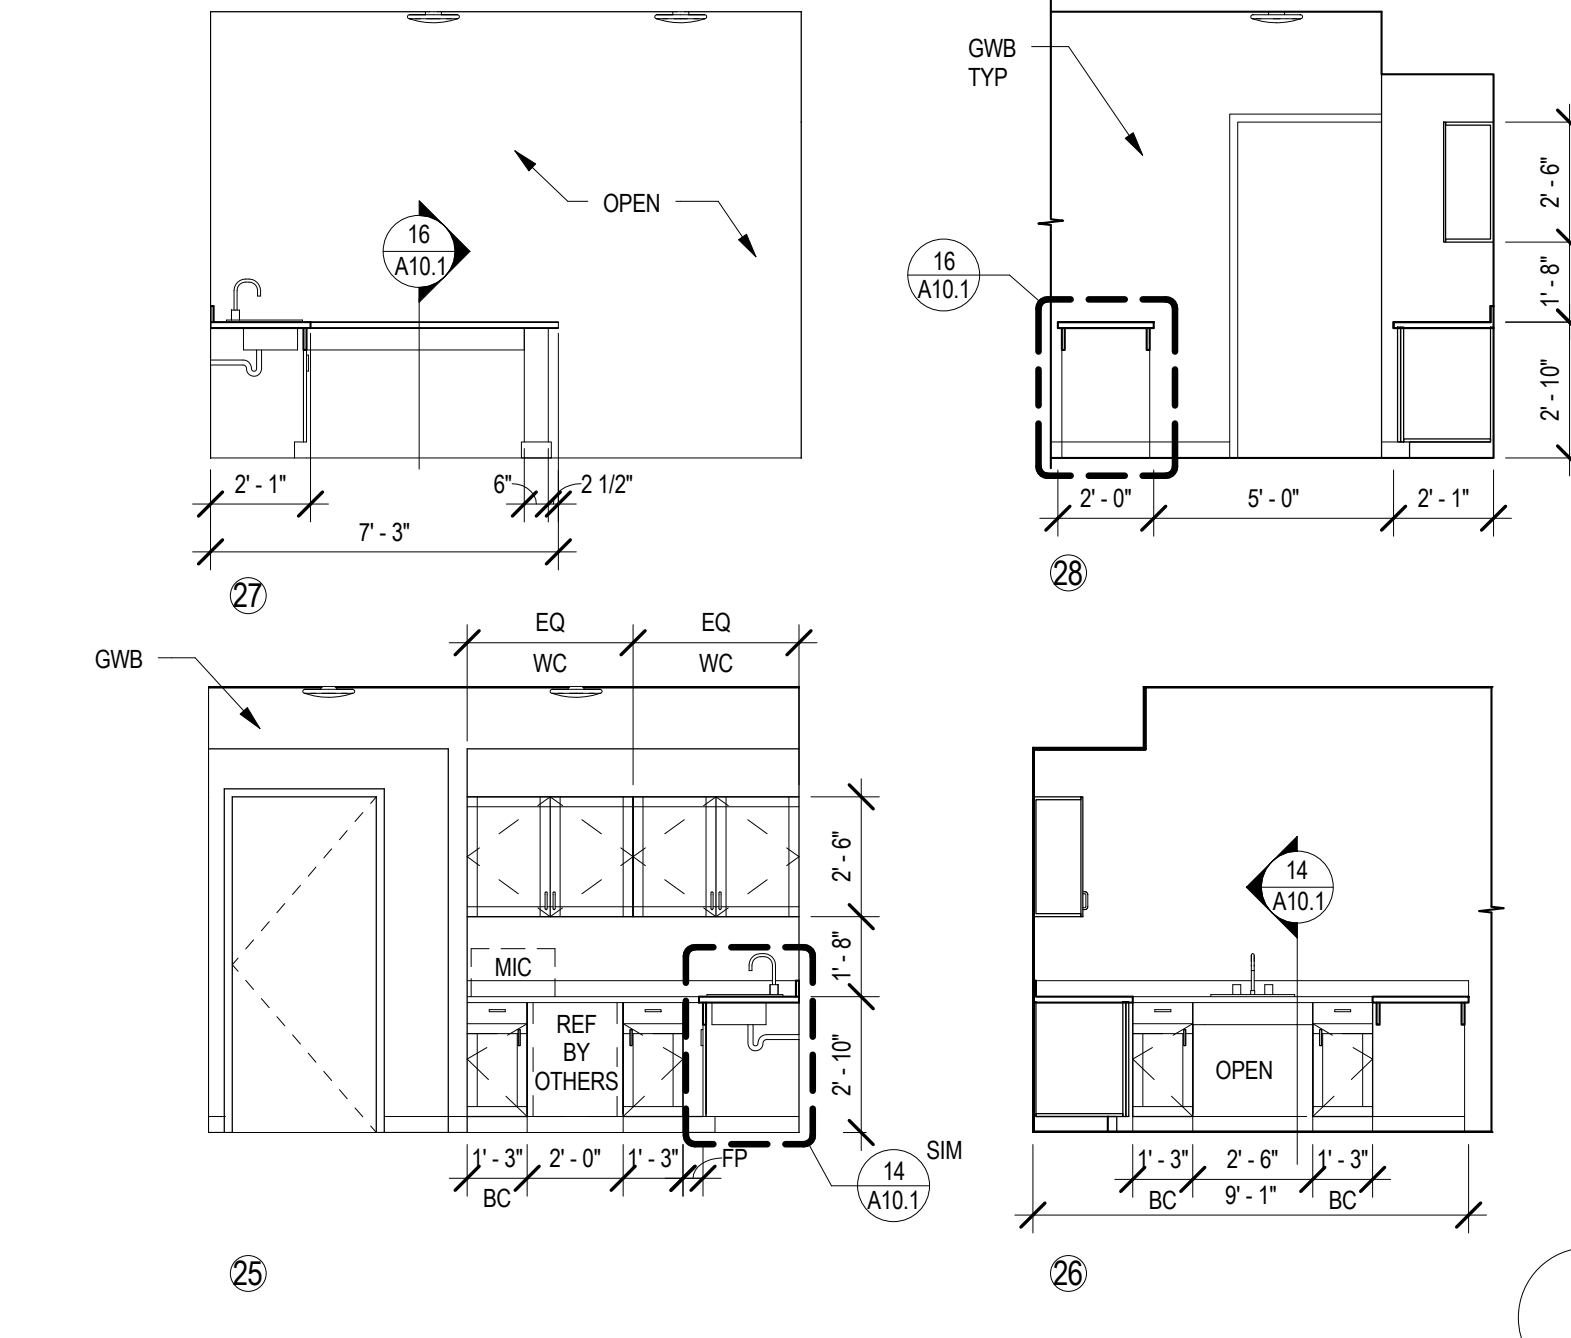 OPEN
16
A10.1
2' - 1"
6"
2 1/2"
7' - 3"
27
GWB
TYP
16
A10.1
2' - 6"
1' - 8"
2' - 10"
2' - 0"
5' - 0"
2' - 1"
28
EQ
EQ
WC
WC
GWB
2' - 6"
1' - 8"
2' - 10"
MIC
REF
BY
OTHERS
1' - 3"
2' - 0"
1' - 3"
FP
BC
SIM
14
A10.1
25
14
A10.1
OPEN
1' - 3"
2' - 6"
1' - 3"
BC
9' - 1"
BC
26